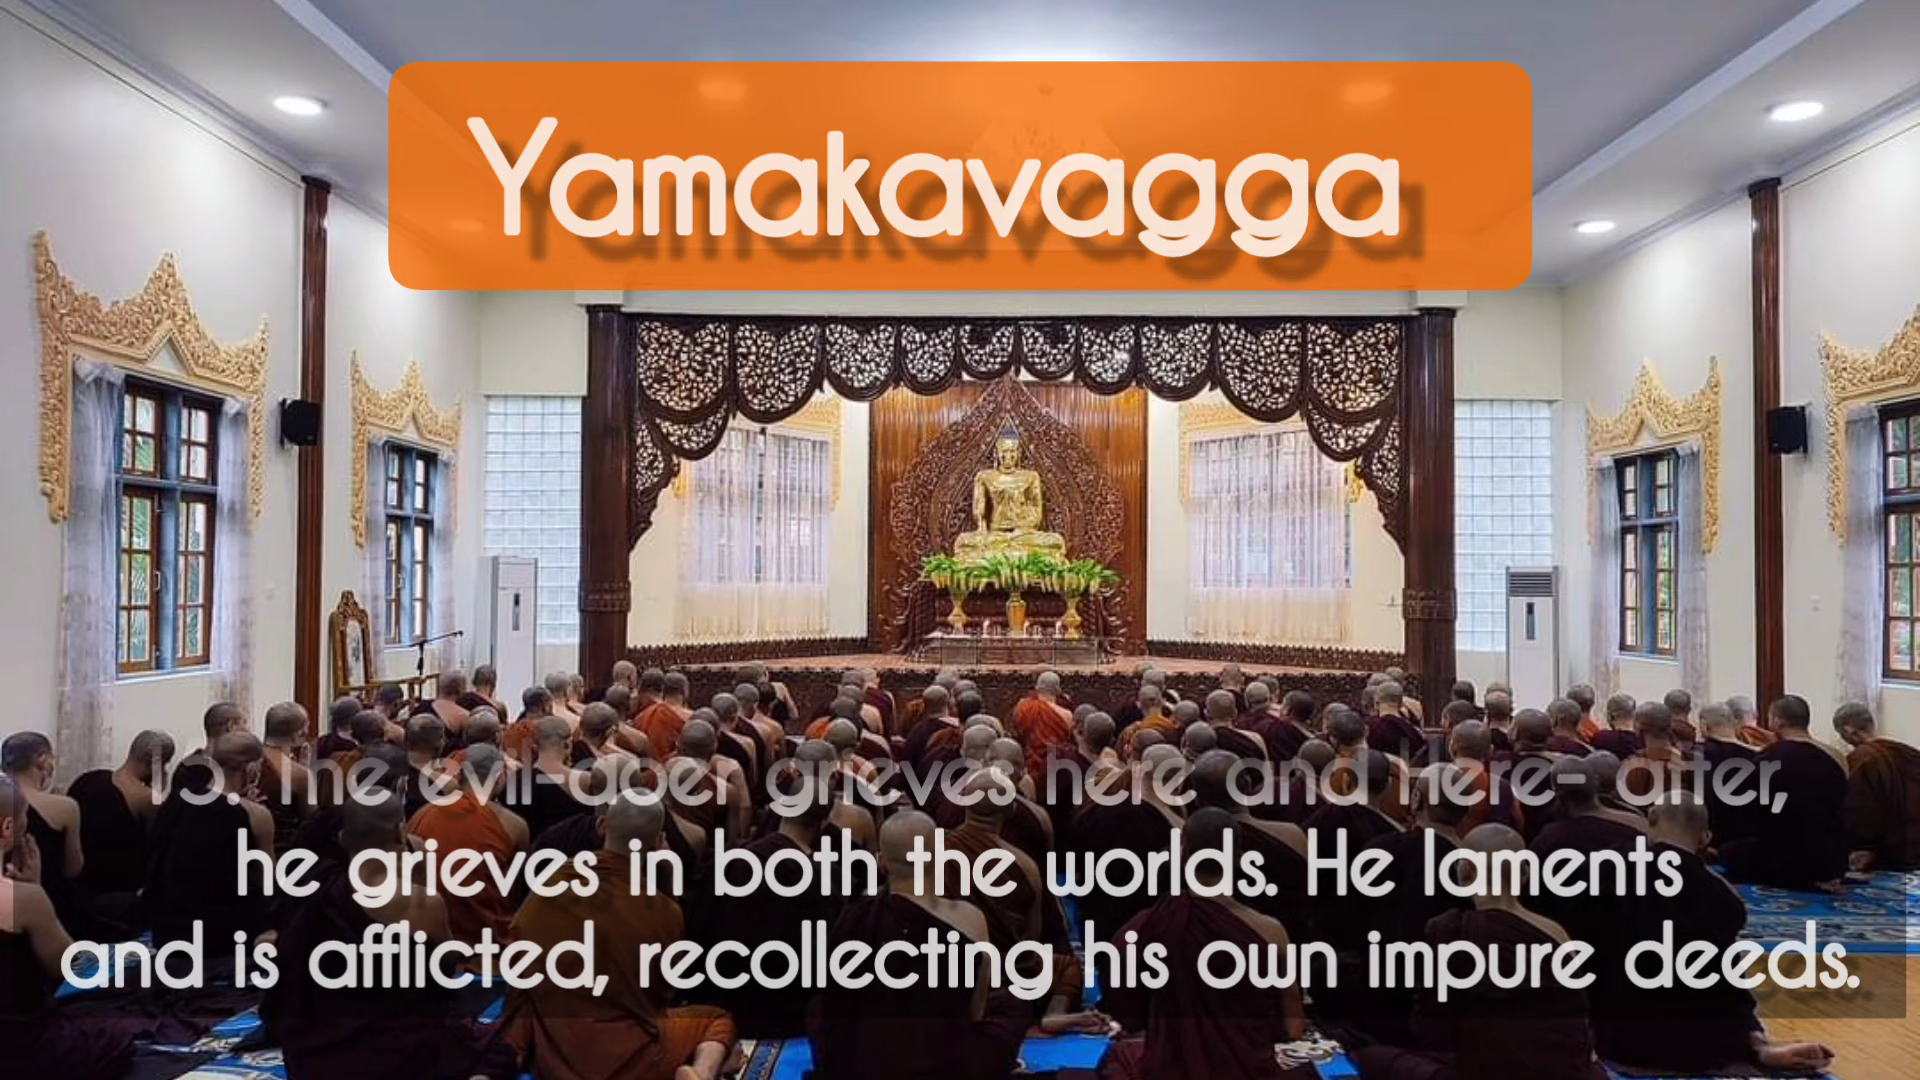 Yamakavagga
15. The evil-doer grieves here and Here- after,
he grieves in both the worlds. He laments
and is afflicted, recollecting his own impure deeds.